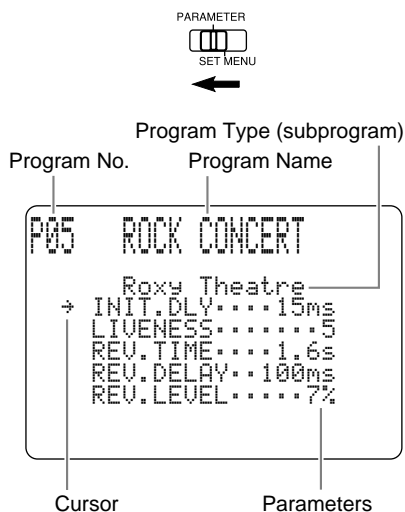 PARAMETER
SET MENU
Program Type (subprogram)
Program No. Program Name
P05 ROCK CONCERT
Roxy Theatre
→ INIT.DLY····15ms
LIVENESS·······5
REV.TIME····1.6s
REV.DELAY··100ms
REV.LEVEL·····7%
Cursor Parameters